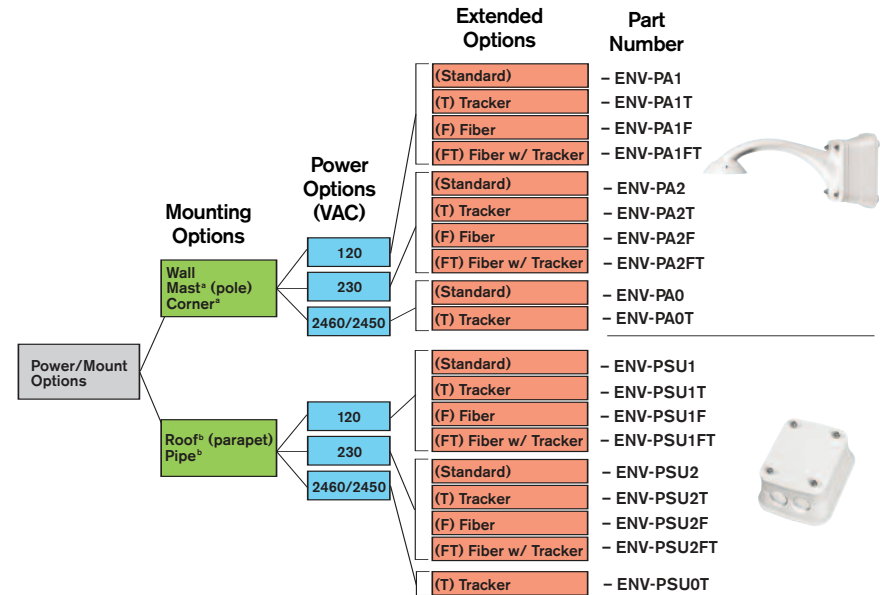 Extended
Options
Part
Number
(Standard) – ENV-PA1
(T) Tracker – ENV-PA1T
(F) Fiber – ENV-PA1F
(FT) Fiber w/ Tracker – ENV-PA1FT
Power
Options
(VAC)
(Standard) – ENV-PA2
(T) Tracker – ENV-PA2T
(F) Fiber – ENV-PA2F
(FT) Fiber w/ Tracker – ENV-PA2FT
Mounting
Options
120
230
2460/2450
Wall
Mastᵃ (pole)
Cornerᵃ
(Standard) – ENV-PA0
(T) Tracker – ENV-PA0T
Power/Mount
Options
(Standard) – ENV-PSU1
(T) Tracker – ENV-PSU1T
(F) Fiber – ENV-PSU1F
(FT) Fiber w/ Tracker – ENV-PSU1FT
120
230
2460/2450
Roofᵇ (parapet)
Pipeᵇ
(Standard) – ENV-PSU2
(T) Tracker – ENV-PSU2T
(F) Fiber – ENV-PSU2F
(FT) Fiber w/ Tracker – ENV-PSU2FT
(T) Tracker – ENV-PSU0T